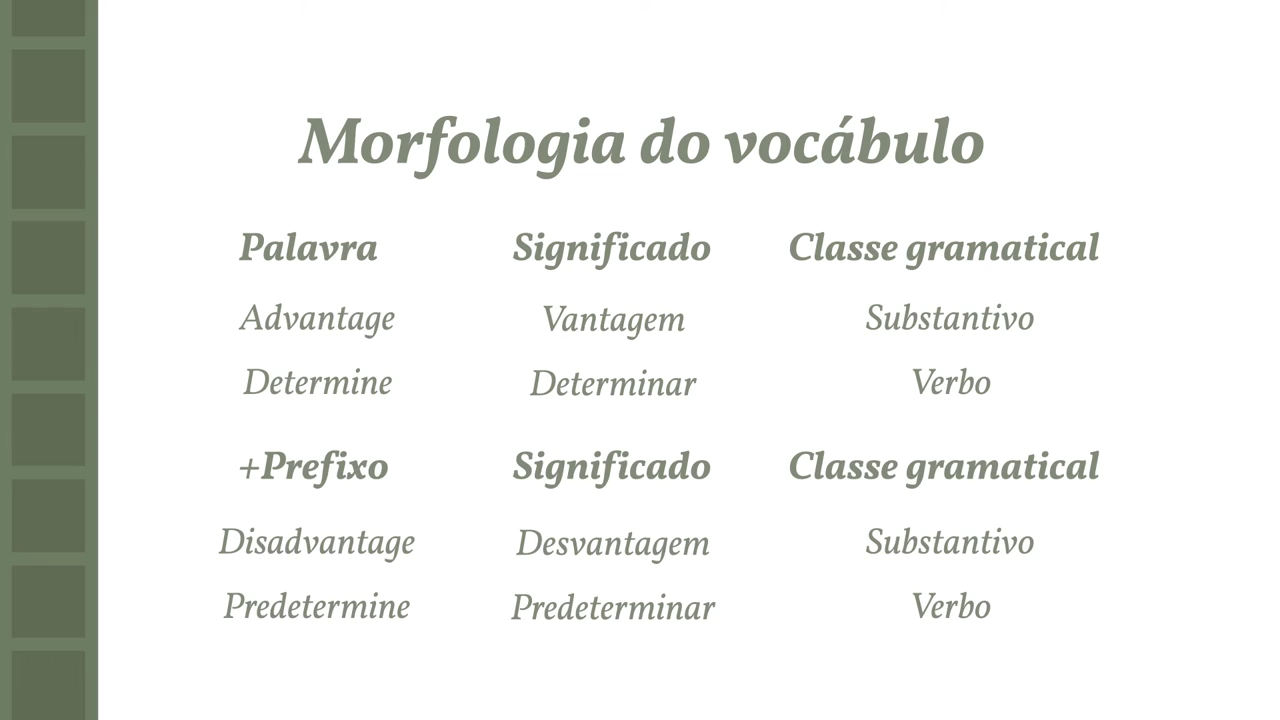 Morfologia do vocábulo
Palavra Significado Classe gramatical
Advantage Vantagem Substantivo
Determine Determinar Verbo
+Prefixo Significado Classe gramatical
Disadvantage Desvantagem Substantivo
Predetermine Predeterminar Verbo